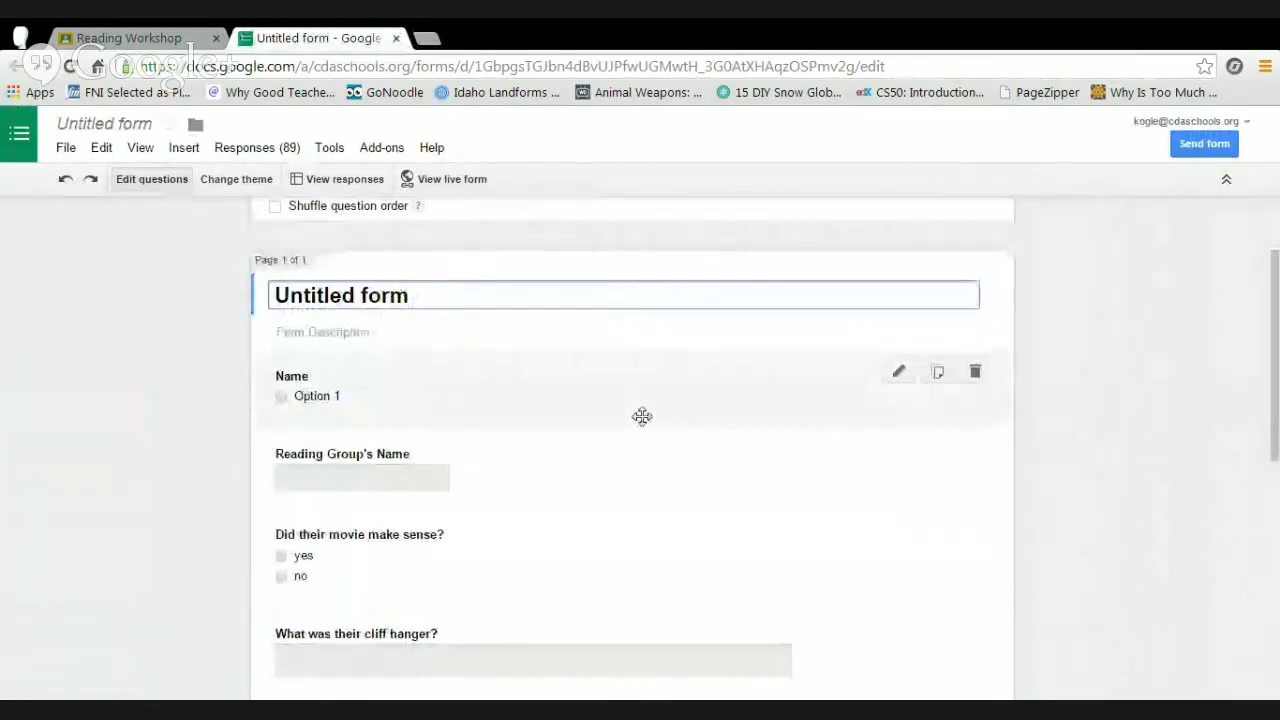 Reading Workshop × Untitled form - Google ×
Google+
https://docs.google.com/a/cdaschools.org/forms/d/1GbpgsTGJbn4dBvUJPfwUGMwtH_3G0AtXHAqzOSPmv2g/edit
Apps FNI Selected as Pl... Why Good Teache... GoNoodle Idaho Landforms ... Animal Weapons: ... 15 DIY Snow Glob... edX CS50: Introduction... PageZipper Why Is Too Much ...
Untitled form
kogle@cdaschools.org
File Edit View Insert Responses (89) Tools Add-ons Help
Send form
Edit questions Change theme View responses View live form
Shuffle question order ?
Page 1 of 1
Untitled form
Form Description
Name
Option 1
Reading Group's Name
Did their movie make sense?
yes
no
What was their cliff hanger?